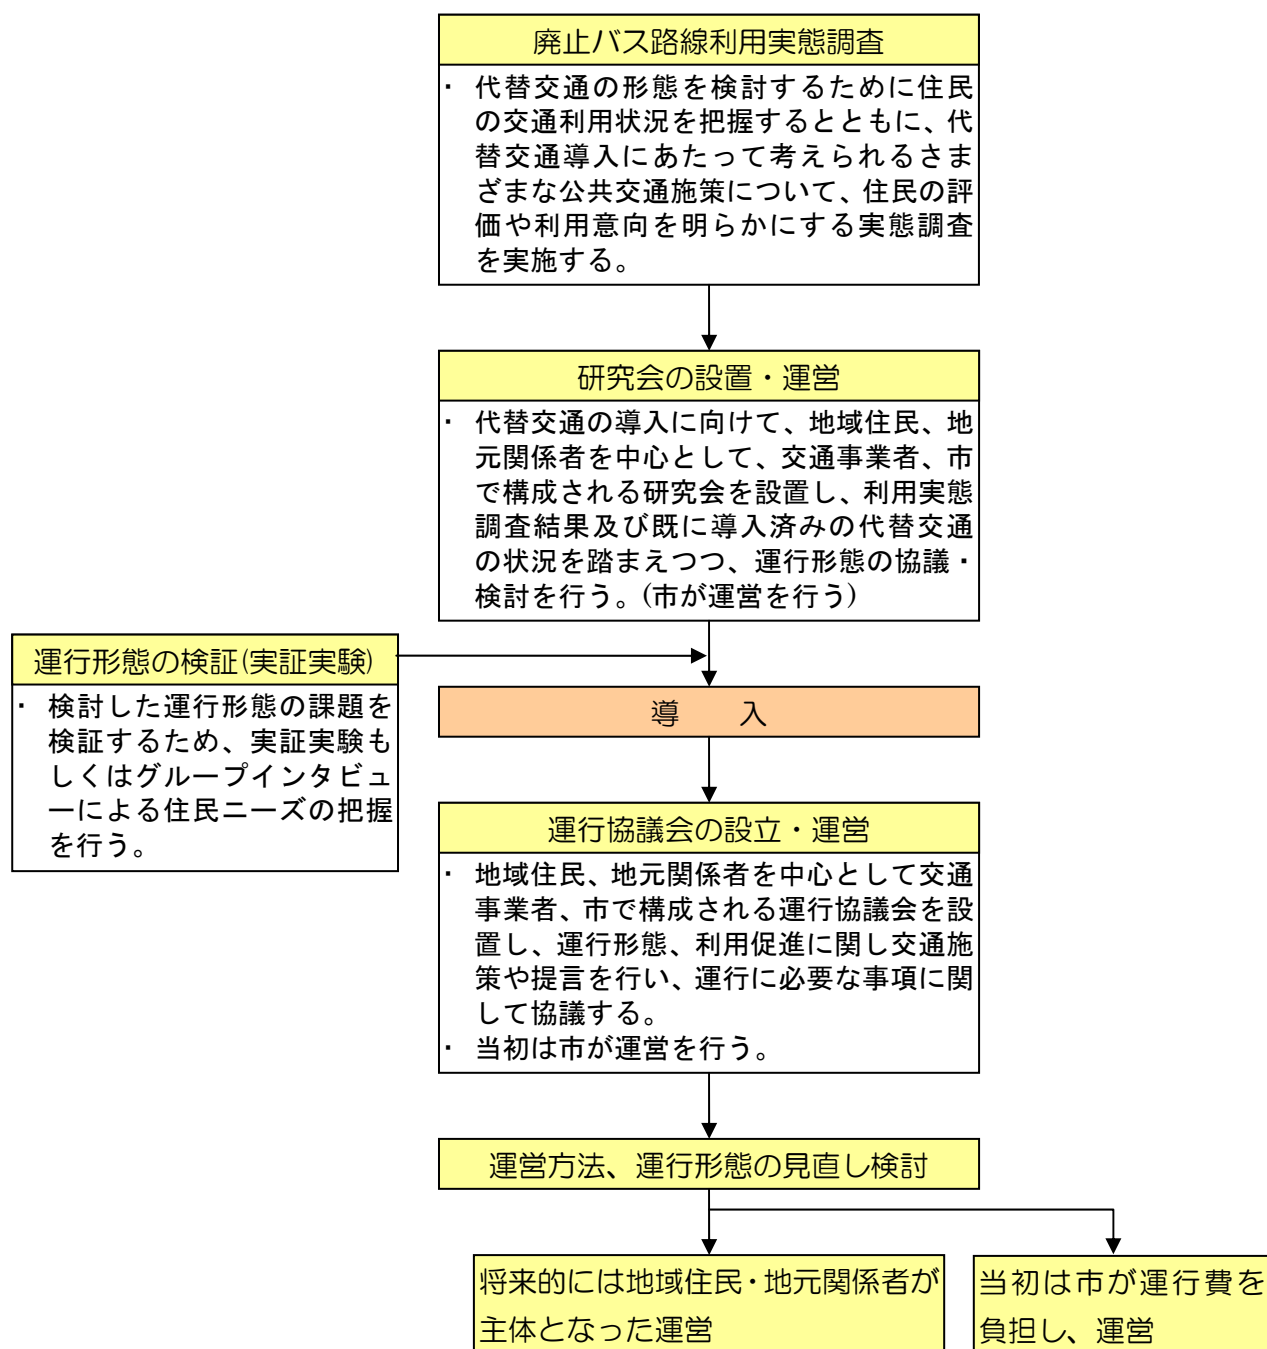 廃止バス路線利用実態調査
・ 代替交通の形態を検討するために住民
の交通利用状況を把握するとともに、代
替交通導入にあたって考えられるさま
ざまな公共交通施策について、住民の評
価や利用意向を明らかにする実態調査
を実施する。
研究会の設置・運営
・ 代替交通の導入に向けて、地域住民、地
元関係者を中心として、交通事業者、市
で構成される研究会を設置し、利用実態
調査結果及び既に導入済みの代替交通
の状況を踏まえつつ、運行形態の協議・
検討を行う。(市が運営を行う)
運行形態の検証(実証実験)
・ 検討した運行形態の課題を
検証するため、実証実験も
しくはグループインタビュ
ーによる住民ニーズの把握
を行う。
導　入
運行協議会の設立・運営
・ 地域住民、地元関係者を中心として交通
事業者、市で構成される運行協議会を設
置し、運行形態、利用促進に関し交通施
策や提言を行い、運行に必要な事項に関
して協議する。
・ 当初は市が運営を行う。
運営方法、運行形態の見直し検討
将来的には地域住民・地元関係者が
主体となった運営
当初は市が運行費を
負担し、運営